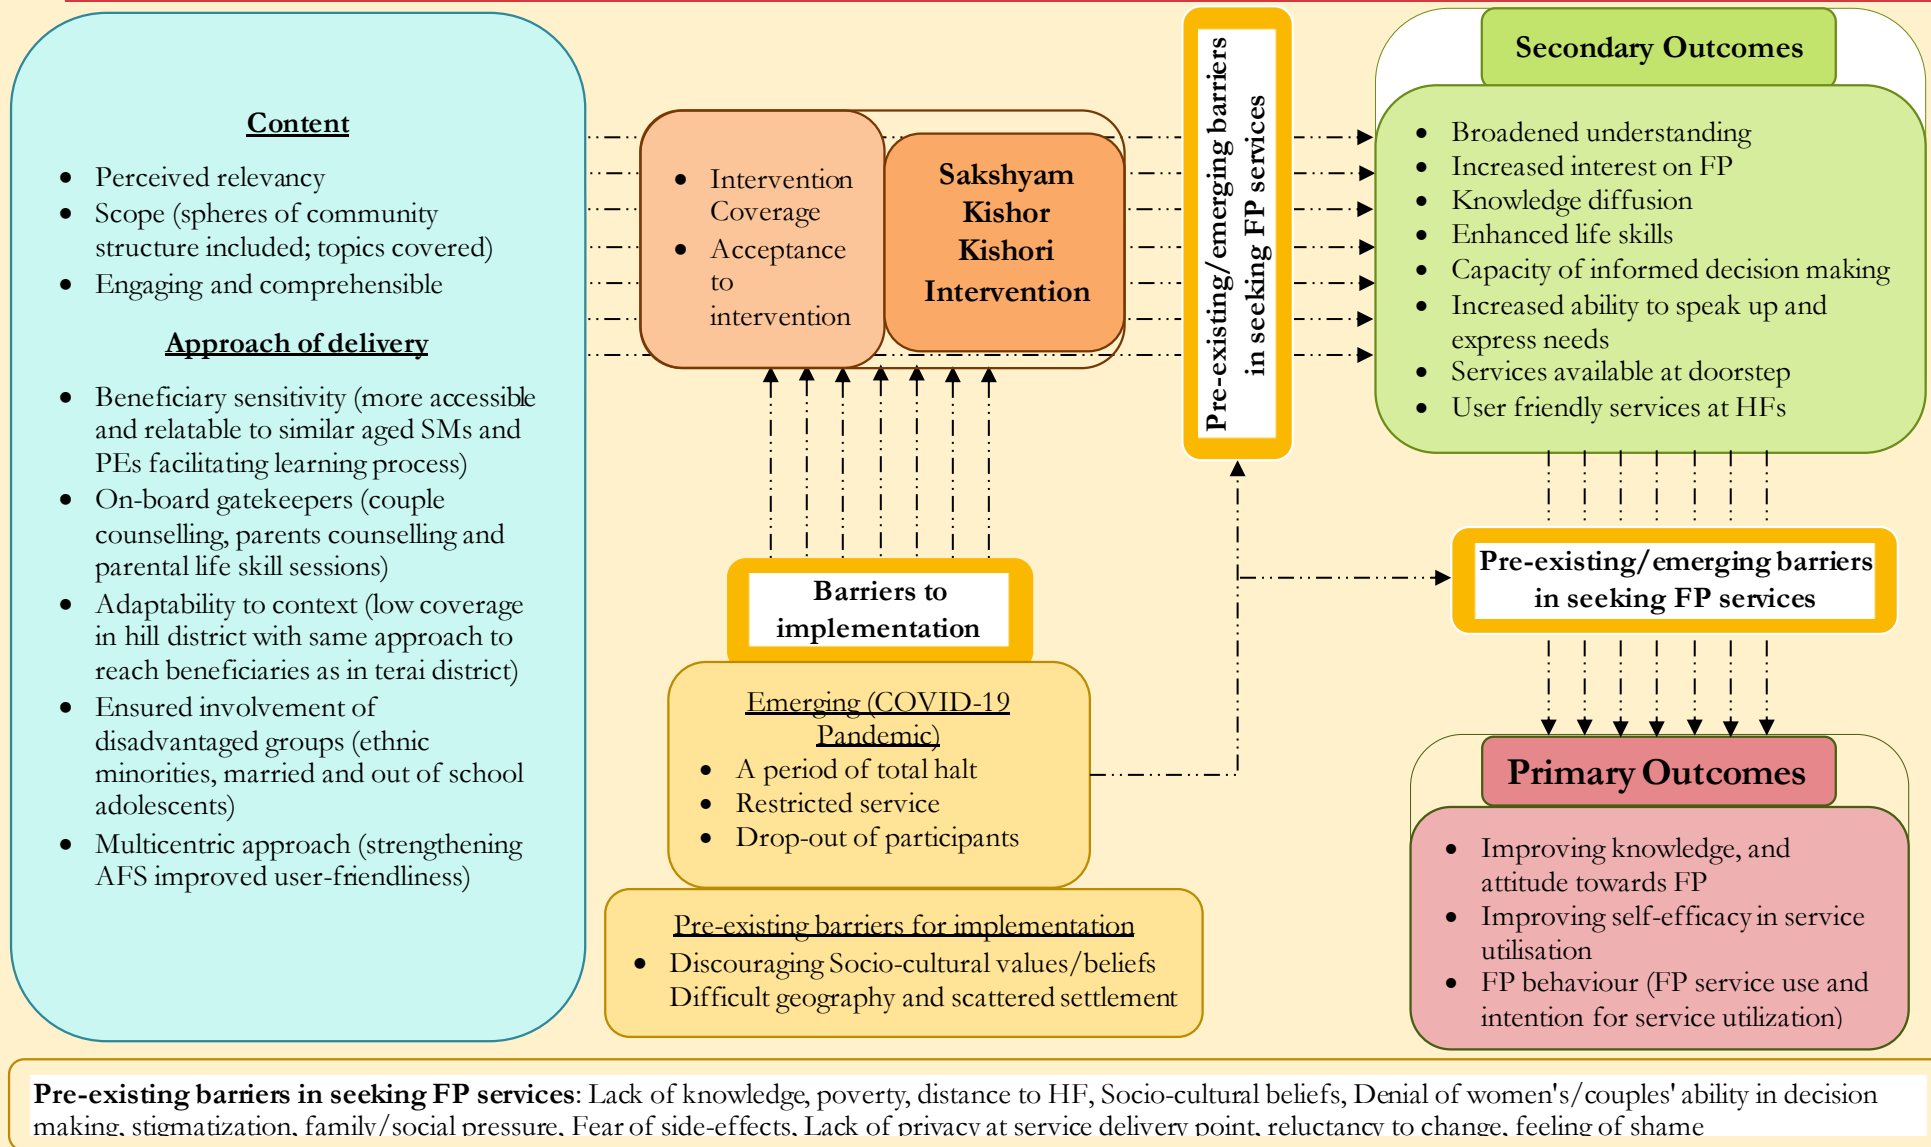 Content
• Perceived relevancy
• Scope (spheres of community
structure included; topics covered)
• Engaging and comprehensible
Approach of delivery
• Beneficiary sensitivity (more accessible
and relatable to similar aged SMs and
PEs facilitating learning process)
• On-board gatekeepers (couple
counselling, parents counselling and
parental life skill sessions)
• Adaptability to context (low coverage
in hill district with same approach to
reach beneficiaries as in terai district)
• Ensured involvement of
disadvantaged groups (ethnic
minorities, married and out of school
adolescents)
• Multicentric approach (strengthening
AFS improved user-friendliness)
• Intervention
Coverage
• Acceptance
to
intervention
Sakshyam
Kishor
Kishori
Intervention
Barriers to
implementation
Emerging (COVID-19
Pandemic)
• A period of total halt
• Restricted service
• Drop-out of participants
Pre-existing barriers for implementation
• Discouraging Socio-cultural values/beliefs
Difficult geography and scattered settlement
Pre-existing/emerging barriers
in seeking FP services
Secondary Outcomes
• Broadened understanding
• Increased interest on FP
• Knowledge diffusion
• Enhanced life skills
• Capacity of informed decision making
• Increased ability to speak up and
express needs
• Services available at doorstep
• User friendly services at HFs
Pre-existing/emerging barriers
in seeking FP services
Primary Outcomes
• Improving knowledge, and
attitude towards FP
• Improving self-efficacy in service
utilisation
• FP behaviour (FP service use and
intention for service utilization)
Pre-existing barriers in seeking FP services: Lack of knowledge, poverty, distance to HF, Socio-cultural beliefs, Denial of women's/couples' ability in decision
making, stigmatization, family/social pressure, Fear of side-effects, Lack of privacy at service delivery point, reluctancy to change, feeling of shame